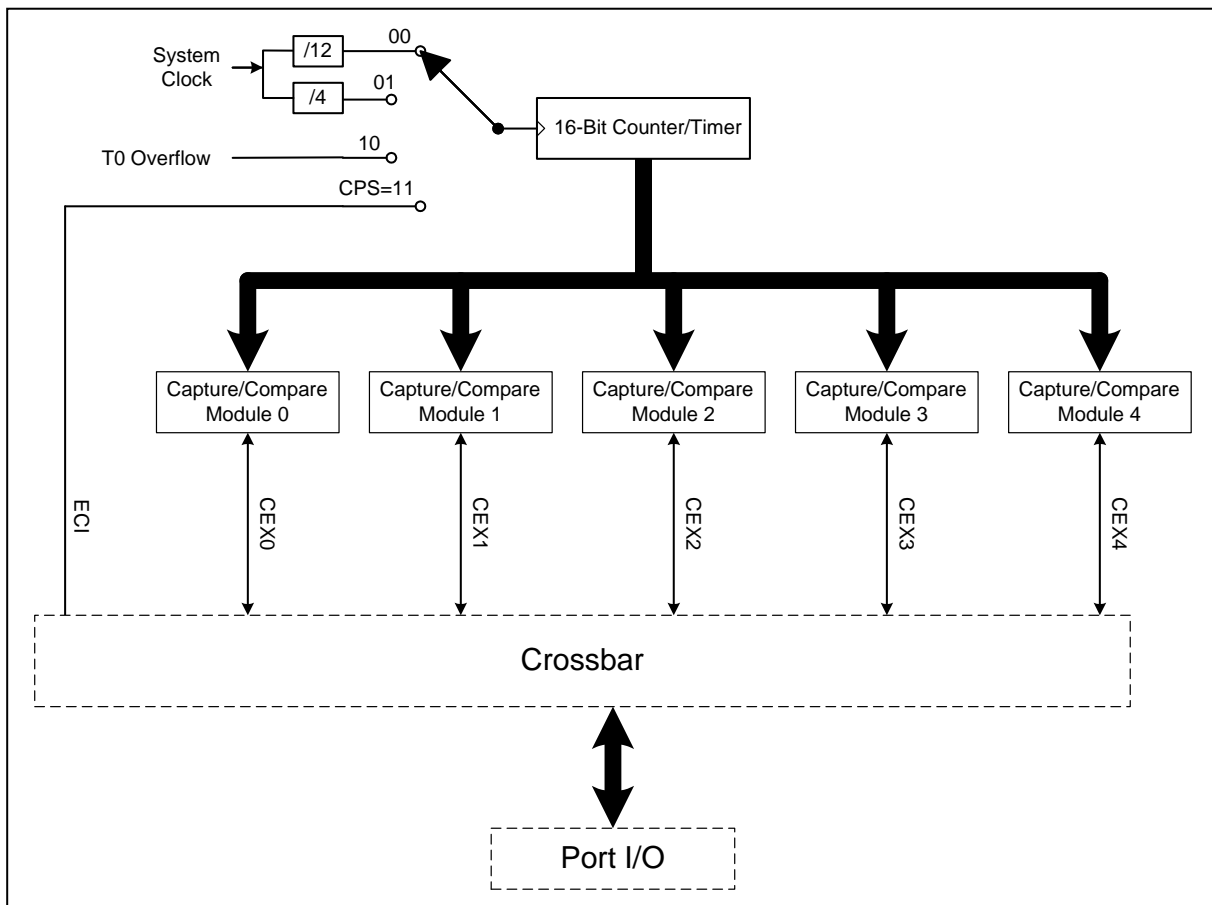 System
Clock
/12
00
/4
01
T0 Overflow
10
CPS=11
16-Bit Counter/Timer
Capture/Compare
Module 0
Capture/Compare
Module 1
Capture/Compare
Module 2
Capture/Compare
Module 3
Capture/Compare
Module 4
ECI
CEX0
CEX1
CEX2
CEX3
CEX4
Crossbar
Port I/O